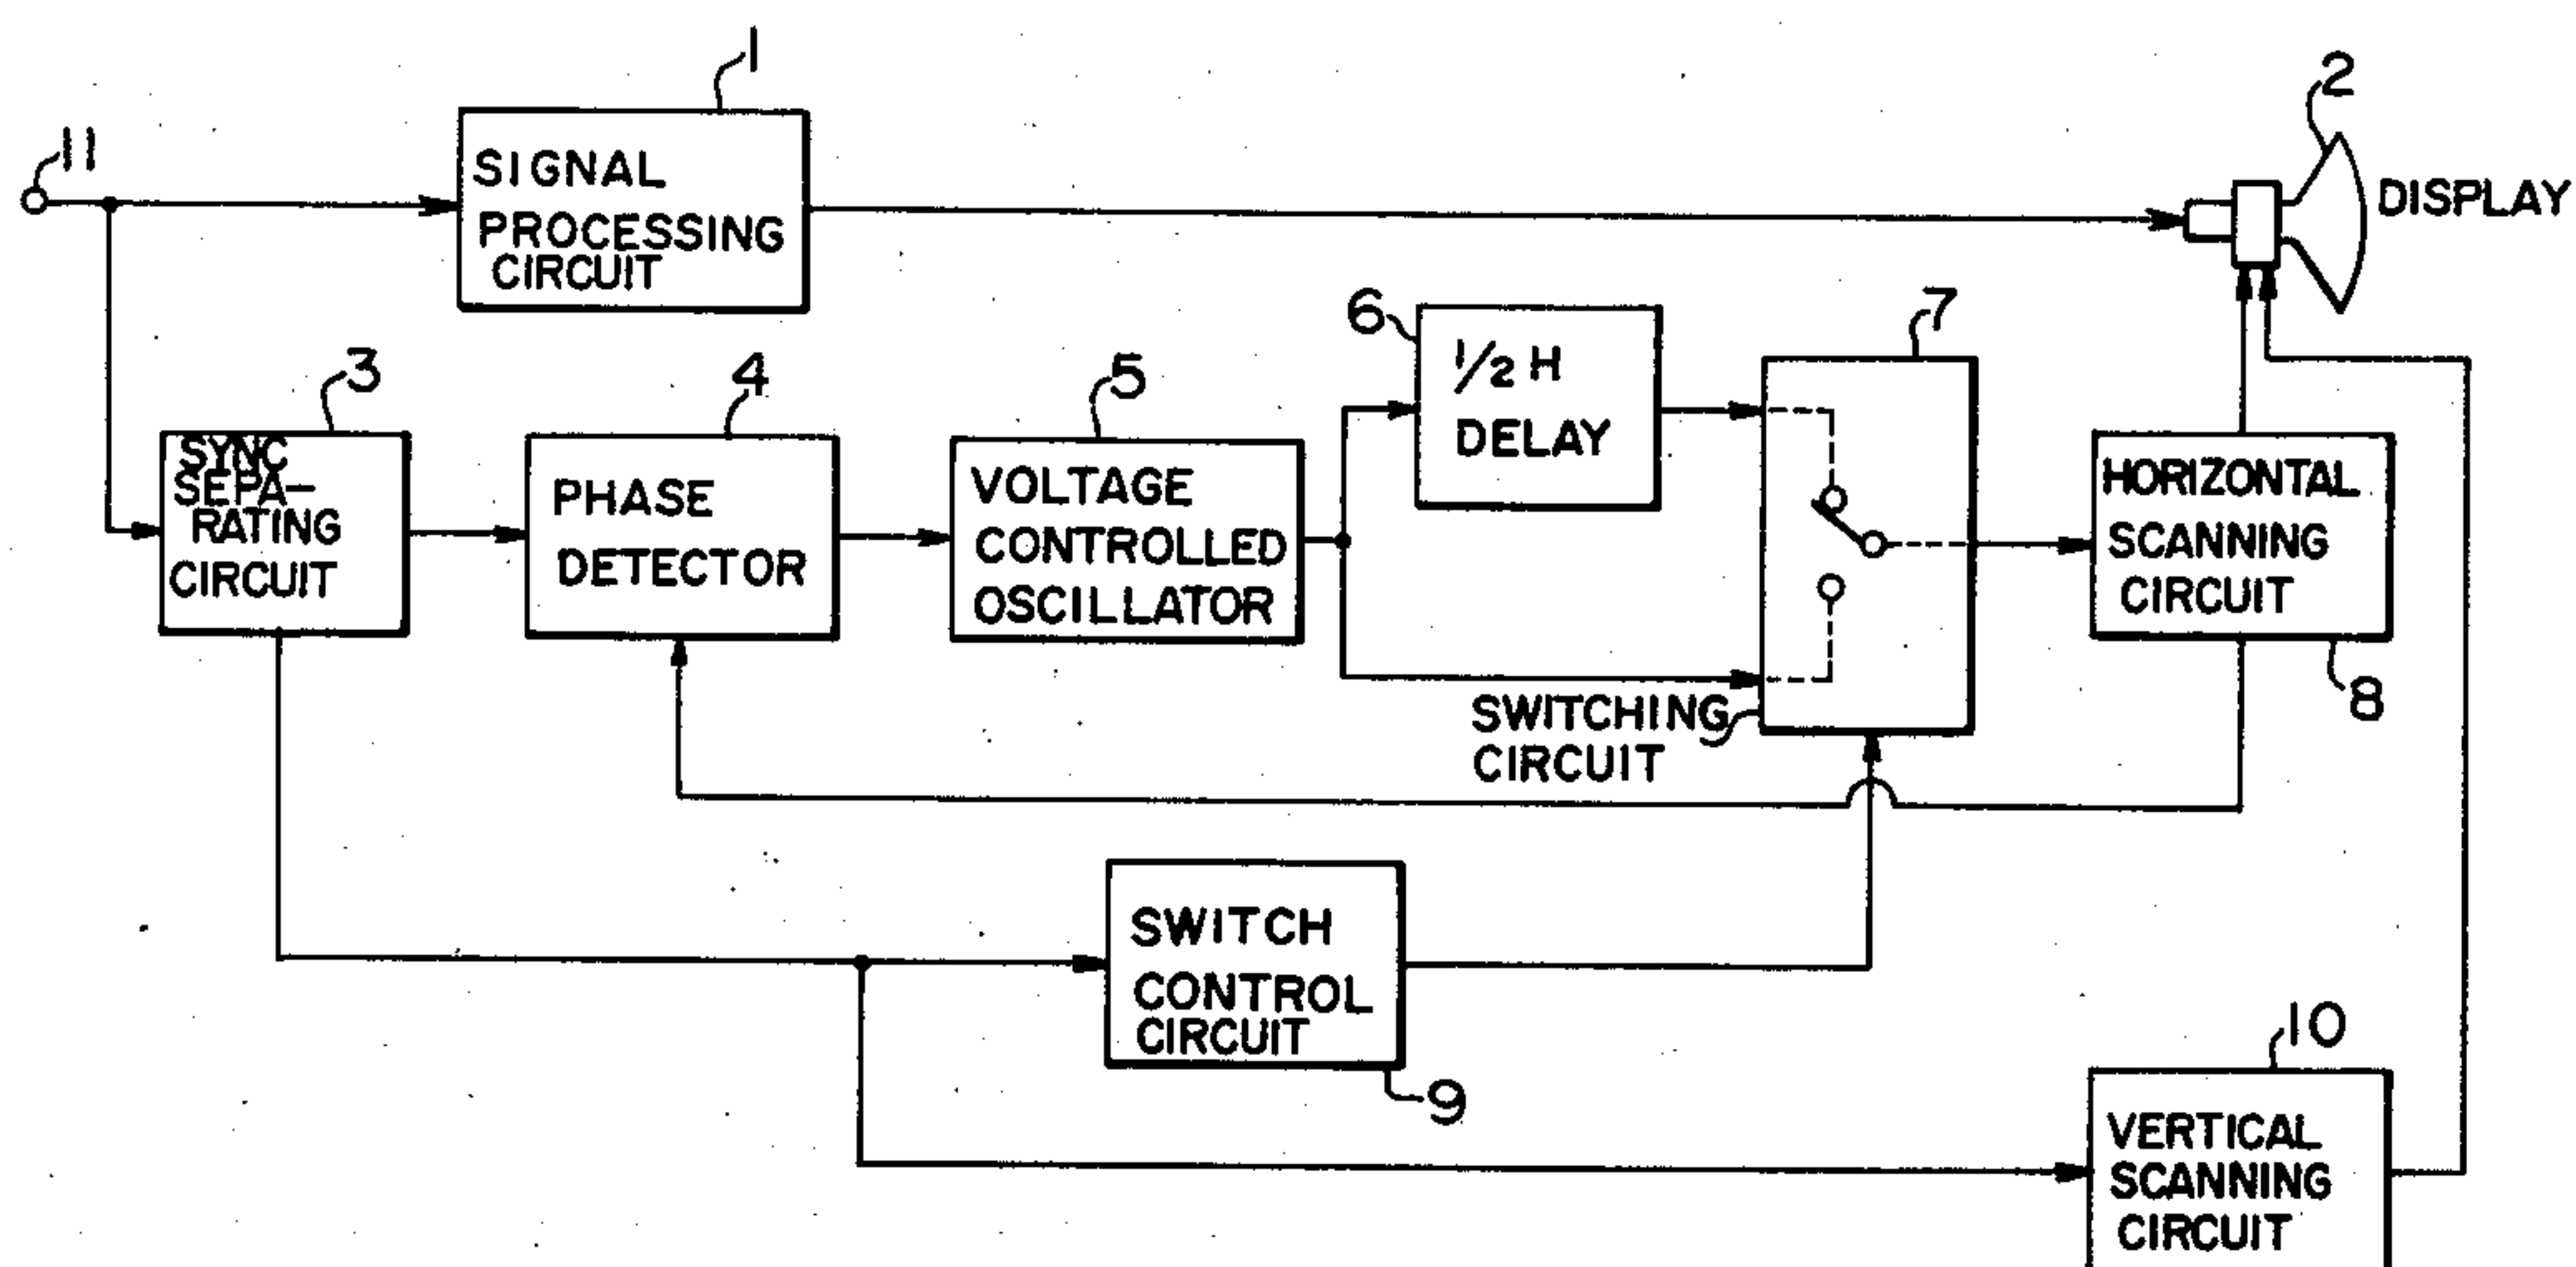 1
2
11
SIGNAL
PROCESSING
CIRCUIT
DISPLAY
3
4
5
6
7
SYNC
SEPA-
RATING
CIRCUIT
PHASE
DETECTOR
VOLTAGE
CONTROLLED
OSCILLATOR
1/2 H
DELAY
HORIZONTAL
SCANNING
CIRCUIT
8
SWITCHING
CIRCUIT
SWITCH
CONTROL
CIRCUIT
9
10
VERTICAL
SCANNING
CIRCUIT